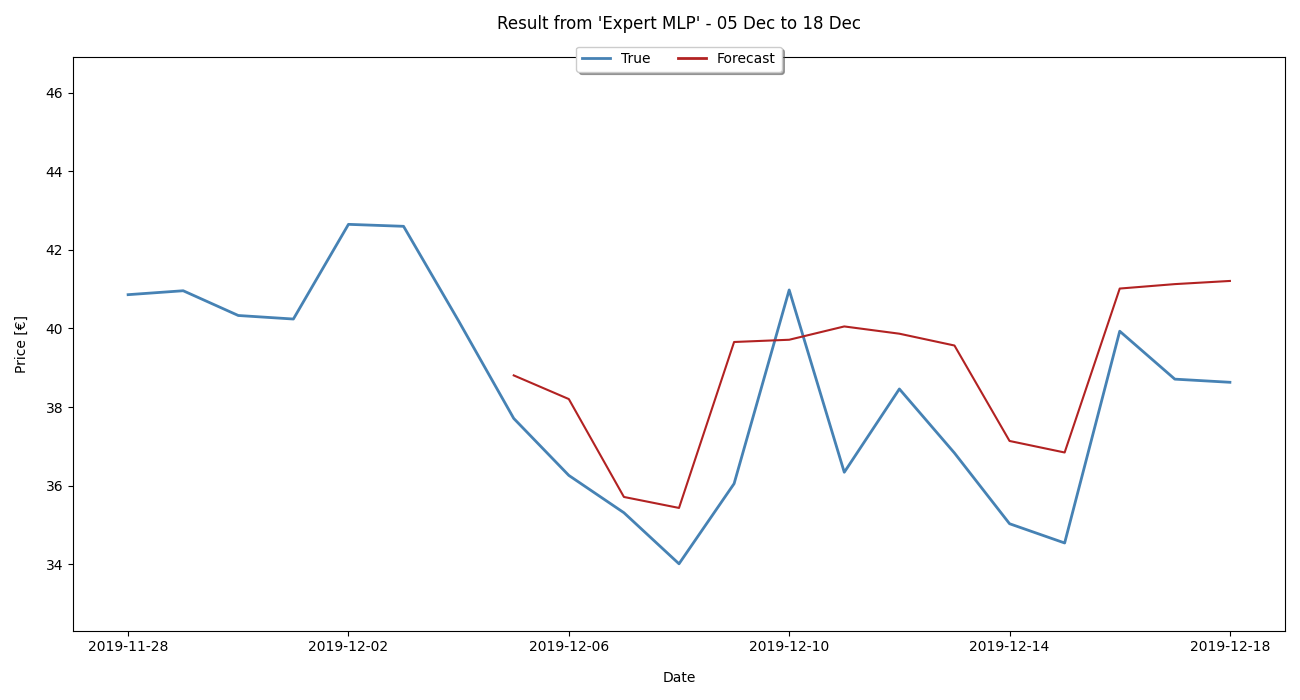 Result from 'Expert MLP' - 05 Dec to 18 Dec
True Forecast
46
44
42
40
38
36
34
Price [€]
2019-11-28 2019-12-02 2019-12-06 2019-12-10 2019-12-14 2019-12-18
Date